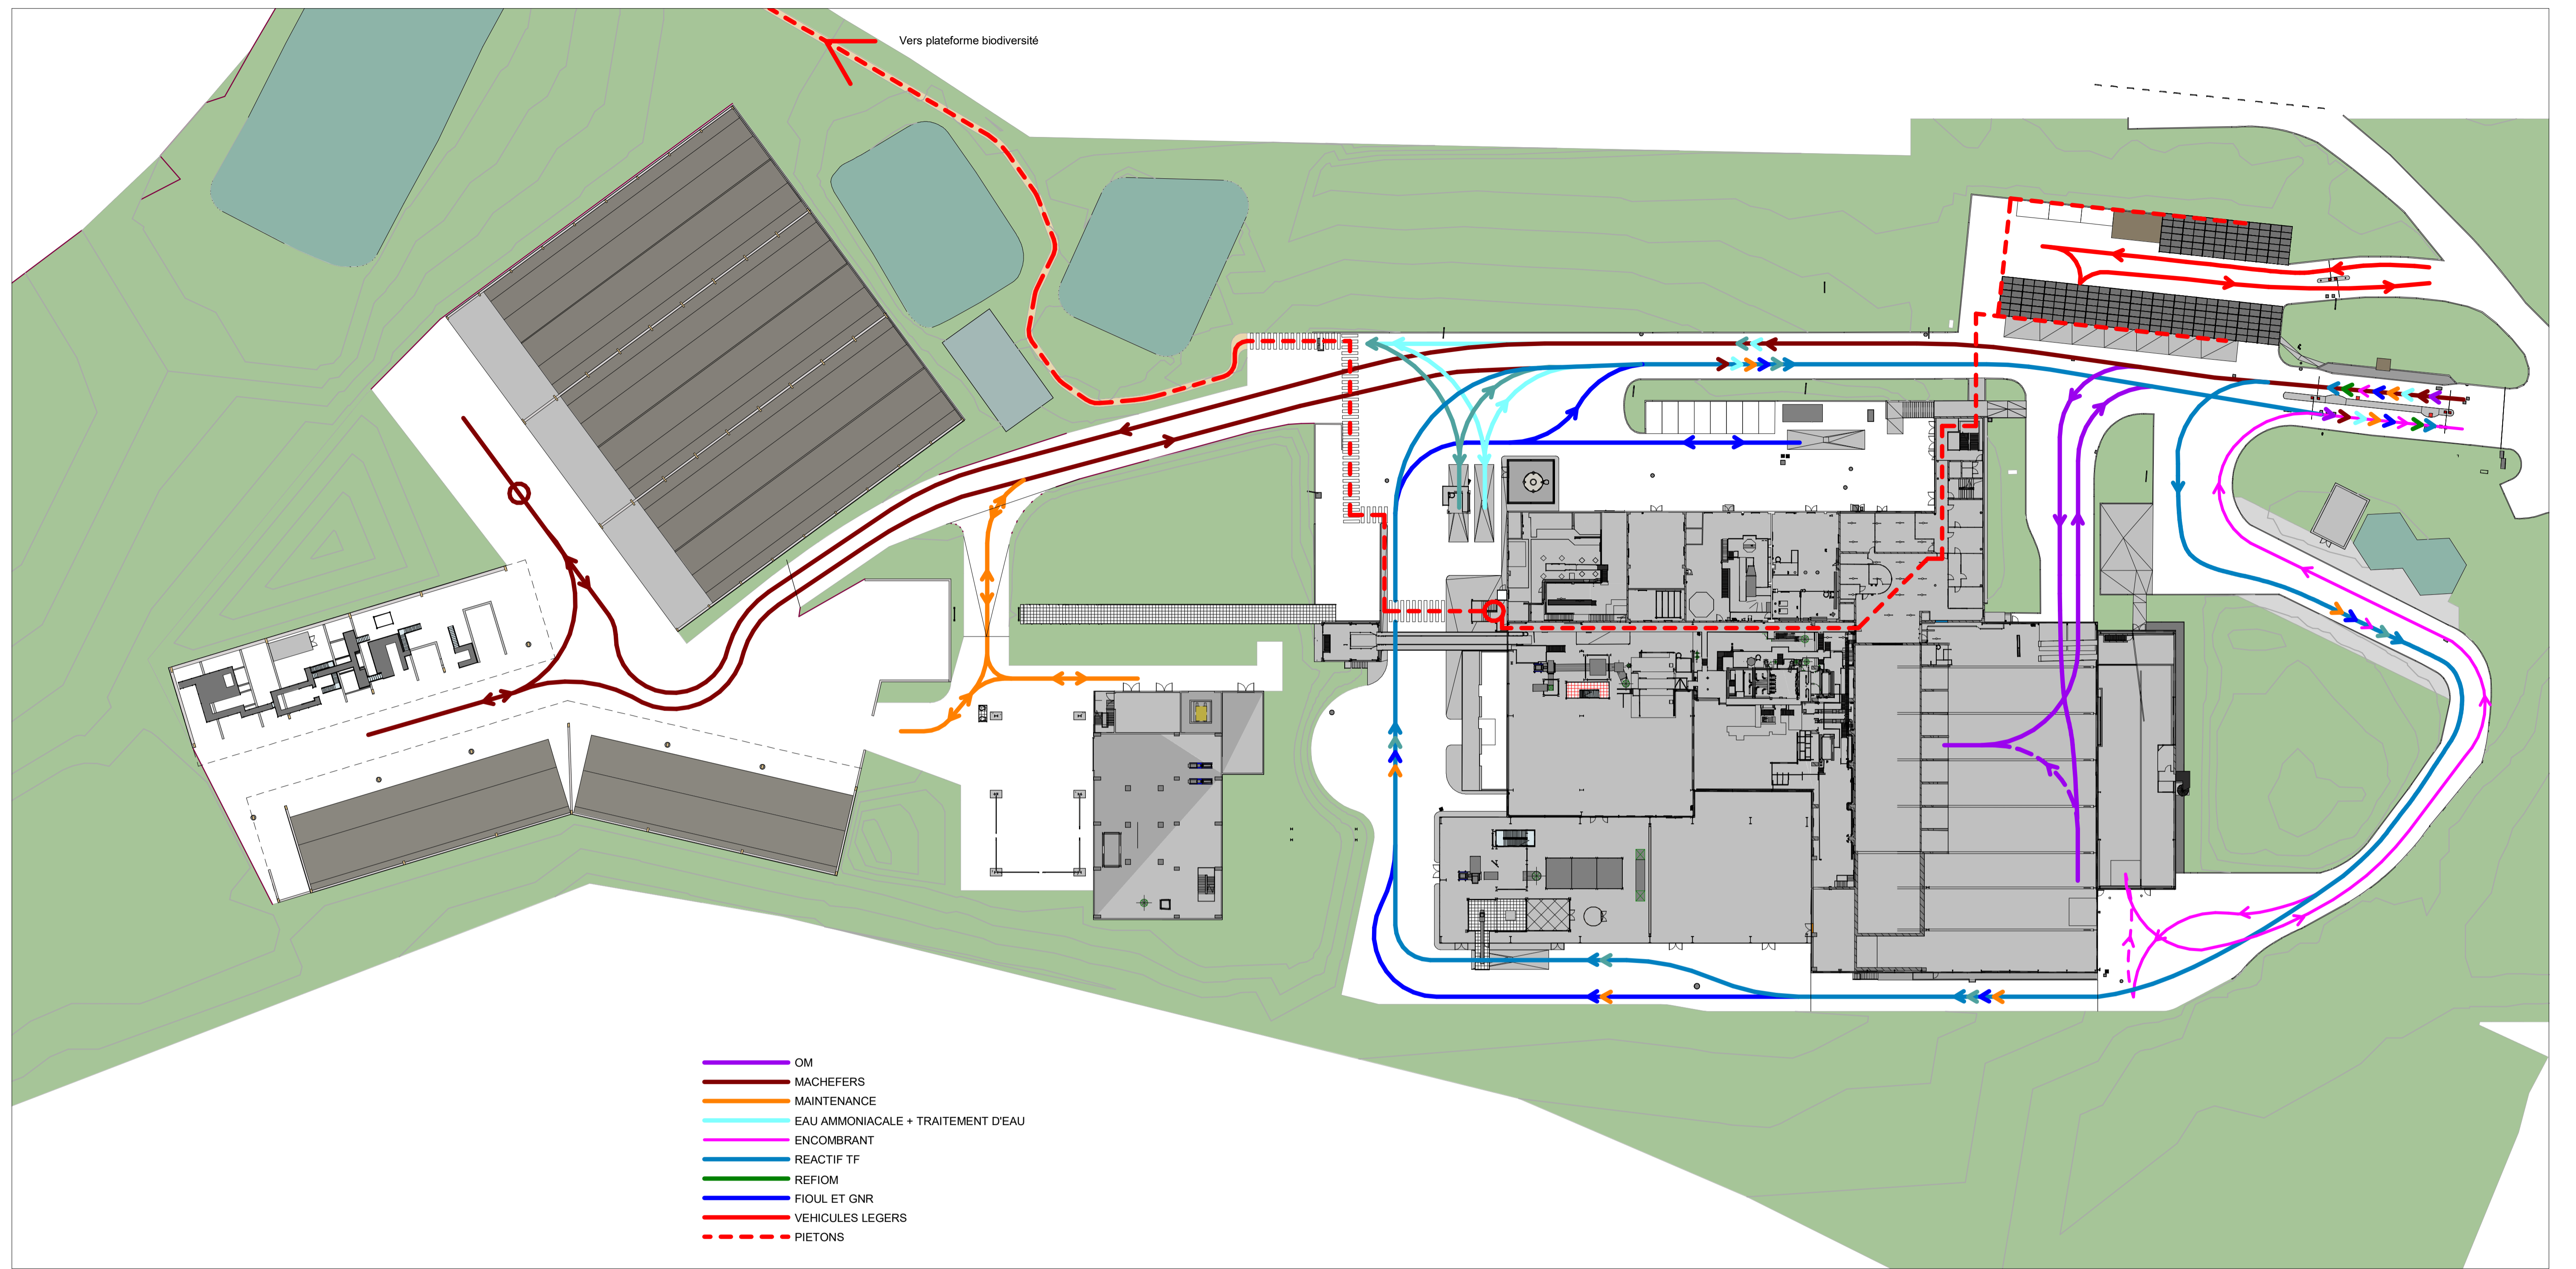 Vers plateforme biodiversité
OM
MACHEFERS
MAINTENANCE
EAU AMMONIACALE + TRAITEMENT D'EAU
ENCOMBRANT
REACTIF TF
REFIOM
FIOUL ET GNR
VEHICULES LEGERS
PIETONS